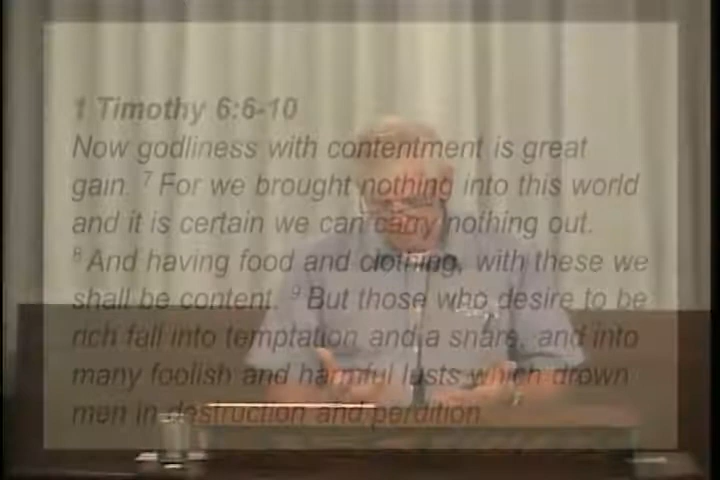 1 Timothy 6:6-10
Now godliness with contentment is great
gain. 7 For we brought nothing into this world
and it is certain we can carry nothing out.
8 And having food and clothing, with these we
shall be content. 9 But those who desire to be
rich fall into temptation and a snare, and into
many foolish and harmful lusts which drown
men in destruction and perdition